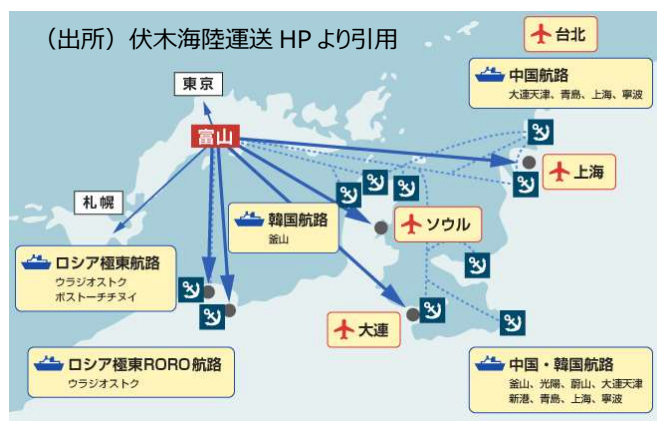 （出所）伏木海陸運送 HP より引用
台北
中国航路
大連天津、青島、上海、寧波
東京
富山
上海
札幌
韓国航路
釜山
ソウル
ロシア極東航路
ウラジオストク
ボストーチヌイ
大連
ロシア極東RORO航路
ウラジオストク
中国・韓国航路
釜山、光陽、蔚山、大連天津
新港、青島、上海、寧波